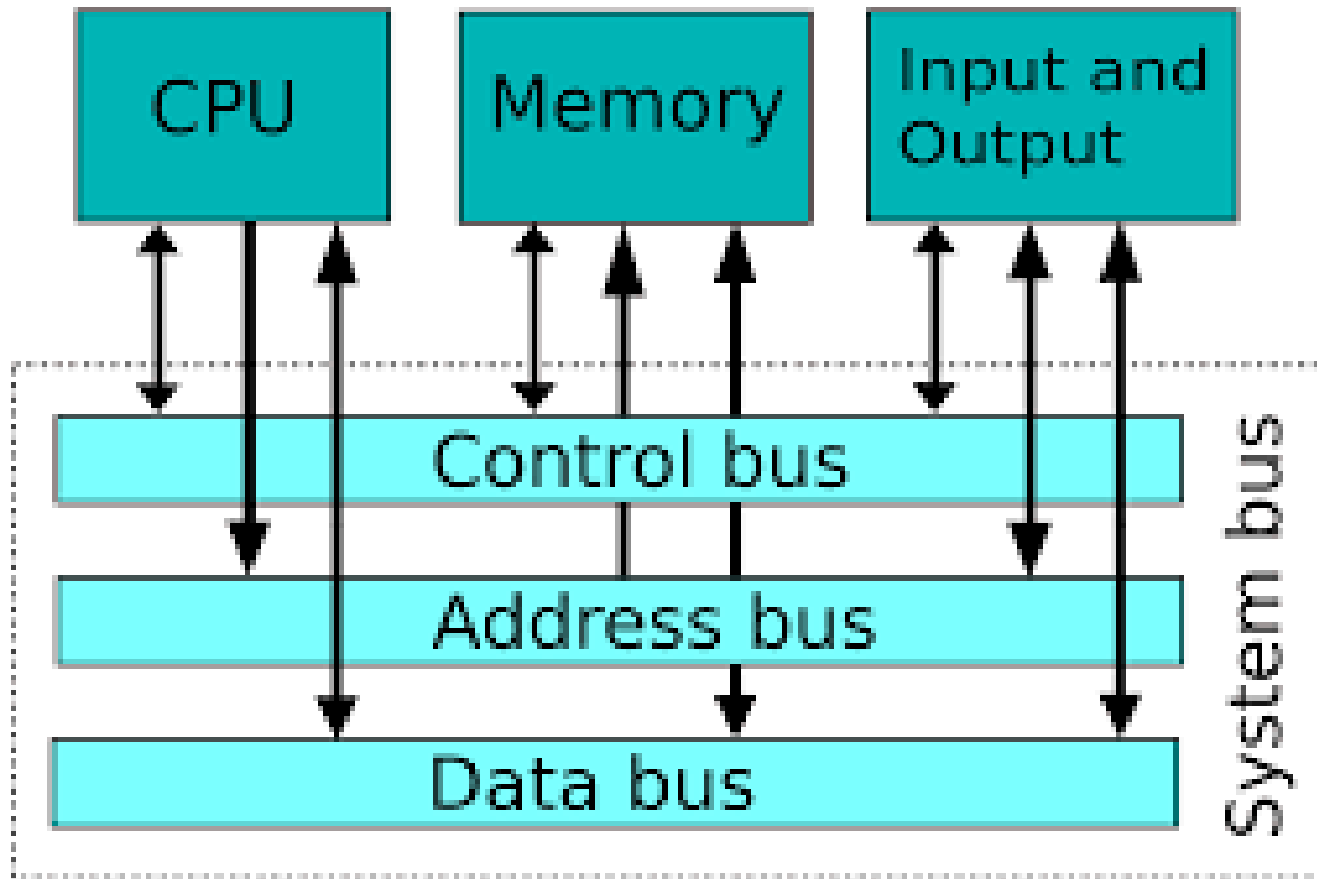 CPU
Memory
Input and
Output
Control bus
Address bus
Data bus
System bus